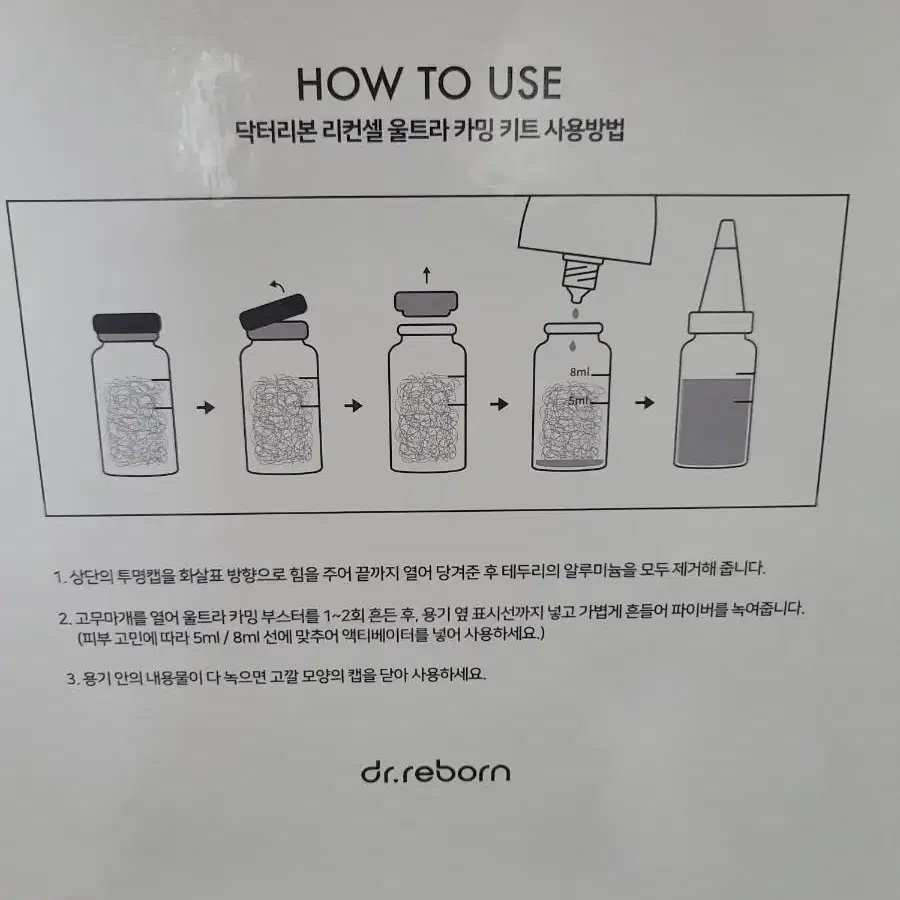 HOW TO USE
닥터리본 리컨셀 울트라 카밍 키트 사용방법
8ml
5ml
1. 상단의 투명캡을 화살표 방향으로 힘을 주어 끝까지 열어 당겨준 후 테두리의 알루미늄을 모두 제거해 줍니다.
2. 고무마개를 열어 울트라 카밍 부스터를 1~2회 흔든 후, 용기 옆 표시선까지 넣고 가볍게 흔들어 파이버를 녹여줍니다.
(피부 고민에 따라 5ml / 8ml 선에 맞추어 액티베이터를 넣어 사용하세요.)
3. 용기 안의 내용물이 다 녹으면 고깔 모양의 캡을 닫아 사용하세요.
dr.reborn